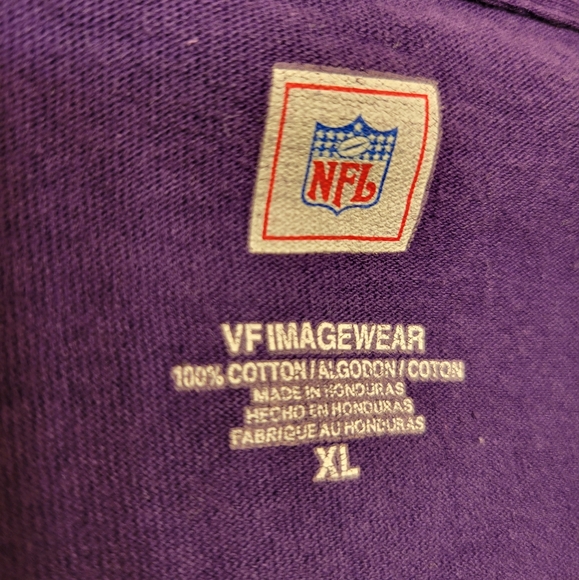 NFL
VF IMAGEWEAR
100% COTTON/ALGODON/COTON
MADE IN HONDURAS
HECHO EN HONDURAS
FABRIQUE AU HONDURAS
XL